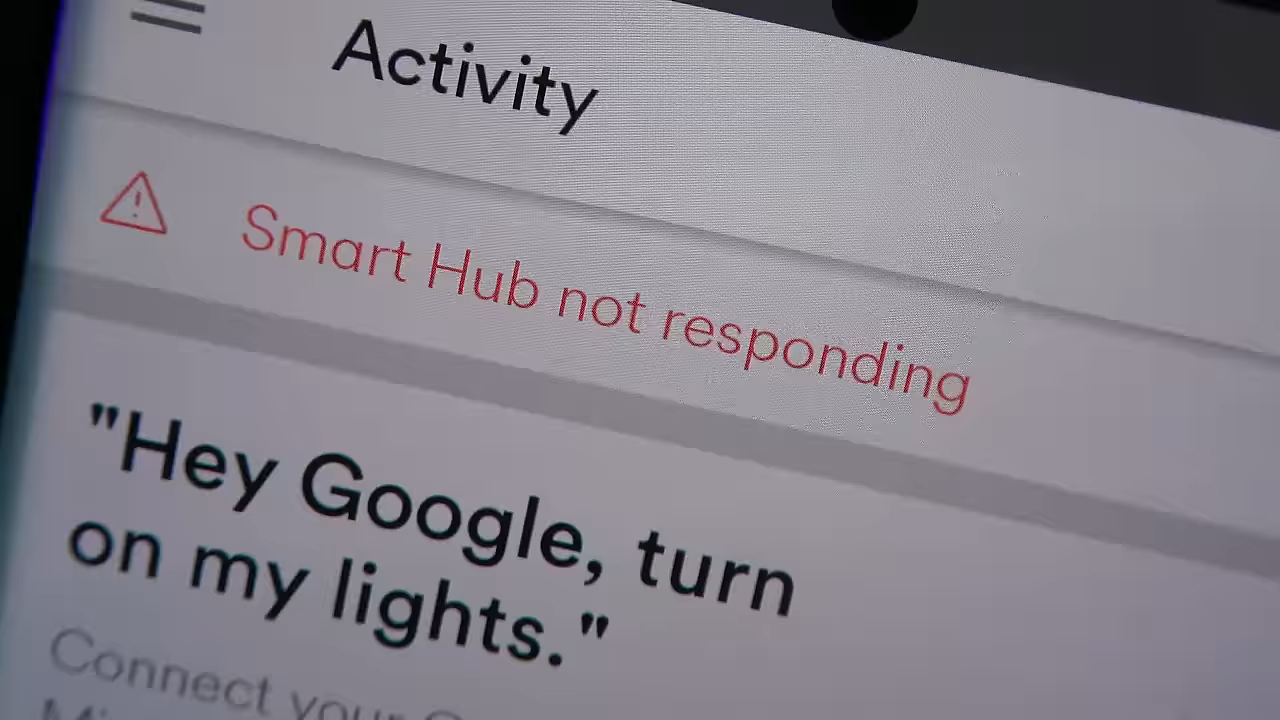 Activity
Smart Hub not responding
"Hey Google, turn
on my lights."
Connect your